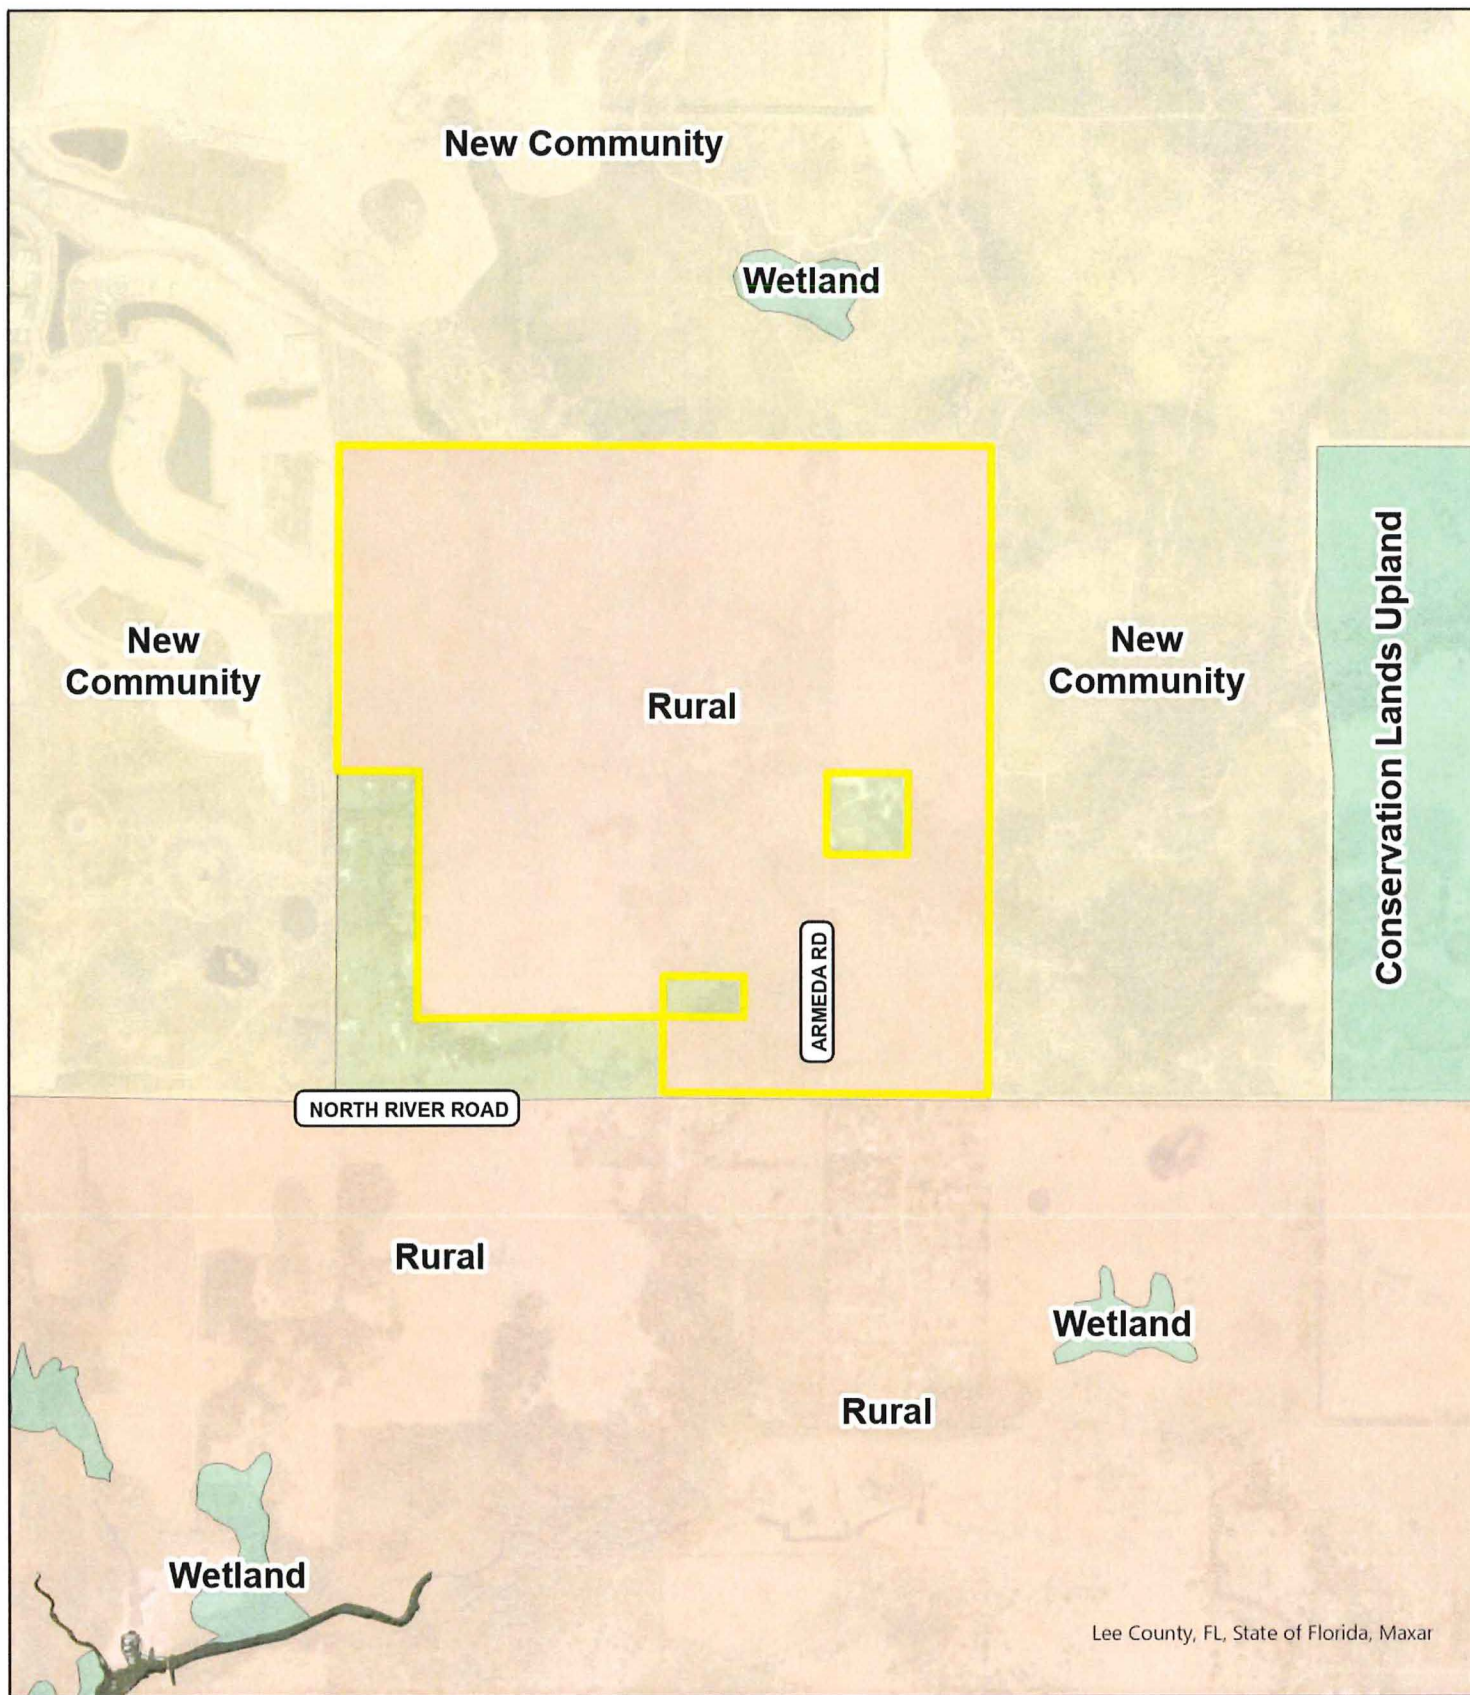 New Community
Wetland
New
Community
Rural
New
Community
Conservation Lands Upland
ARMEDA RD
NORTH RIVER ROAD
Rural
Wetland
Rural
Wetland
Lee County, FL, State of Florida, Maxar